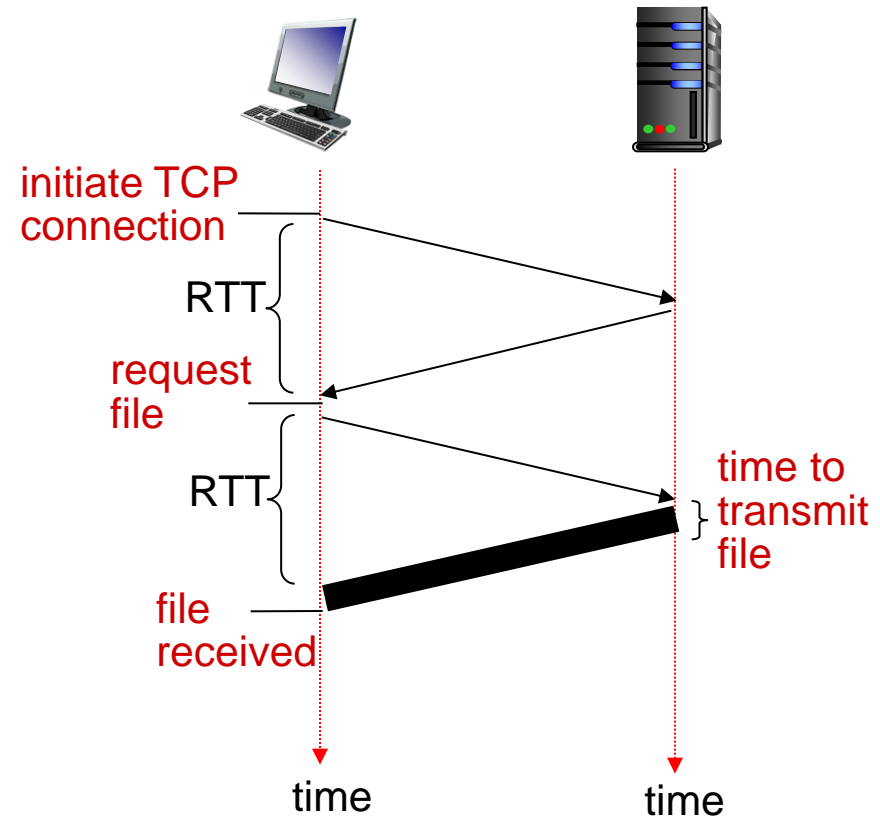 initiate TCP
connection
RTT
request
file
RTT
time to
transmit
file
file
received
time
time